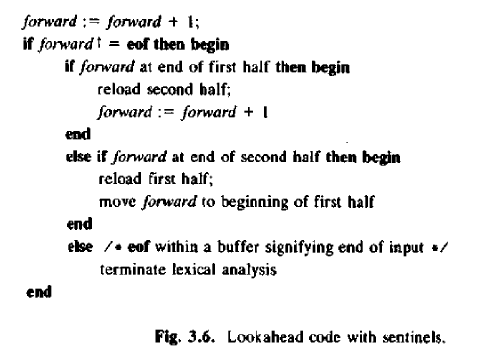 forward := forward + 1;
if forward↑ = eof then begin
if forward at end of first half then begin
reload second half;
forward := forward + 1
end
else if forward at end of second half then begin
reload first half;
move forward to beginning of first half
end
else /* eof within a buffer signifying end of input */
terminate lexical analysis
end
Fig. 3.6. Lookahead code with sentinels.